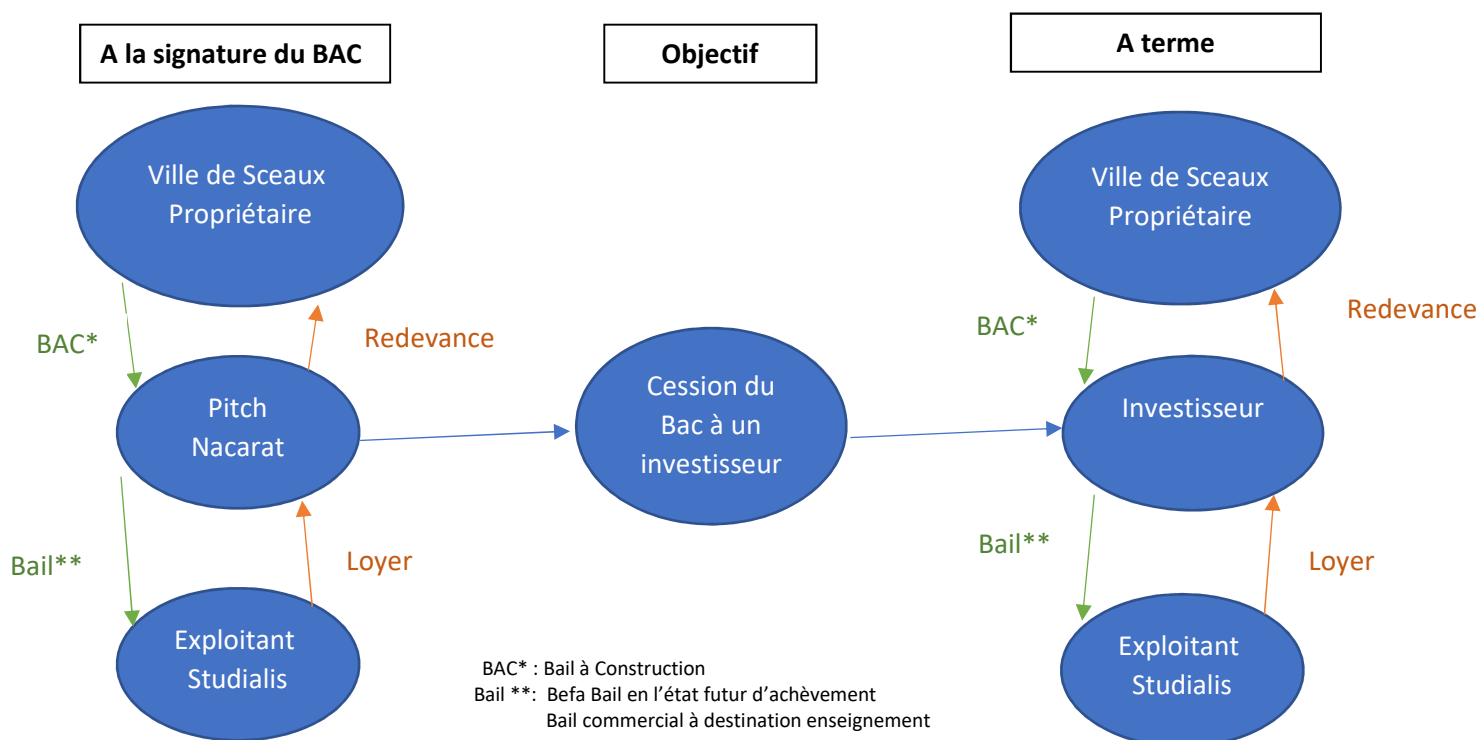 A la signature du BAC
Objectif
A terme
Ville de Sceaux
Propriétaire
BAC*
Redevance
Pitch
Nacarat
Bail**
Loyer
Exploitant
Studialis
Cession du
Bac à un
investisseur
Ville de Sceaux
Propriétaire
BAC*
Redevance
Investisseur
Bail**
Loyer
Exploitant
Studialis
BAC* : Bail à Construction
Bail **: Befa Bail en l’état futur d’achèvement
Bail commercial à destination enseignement